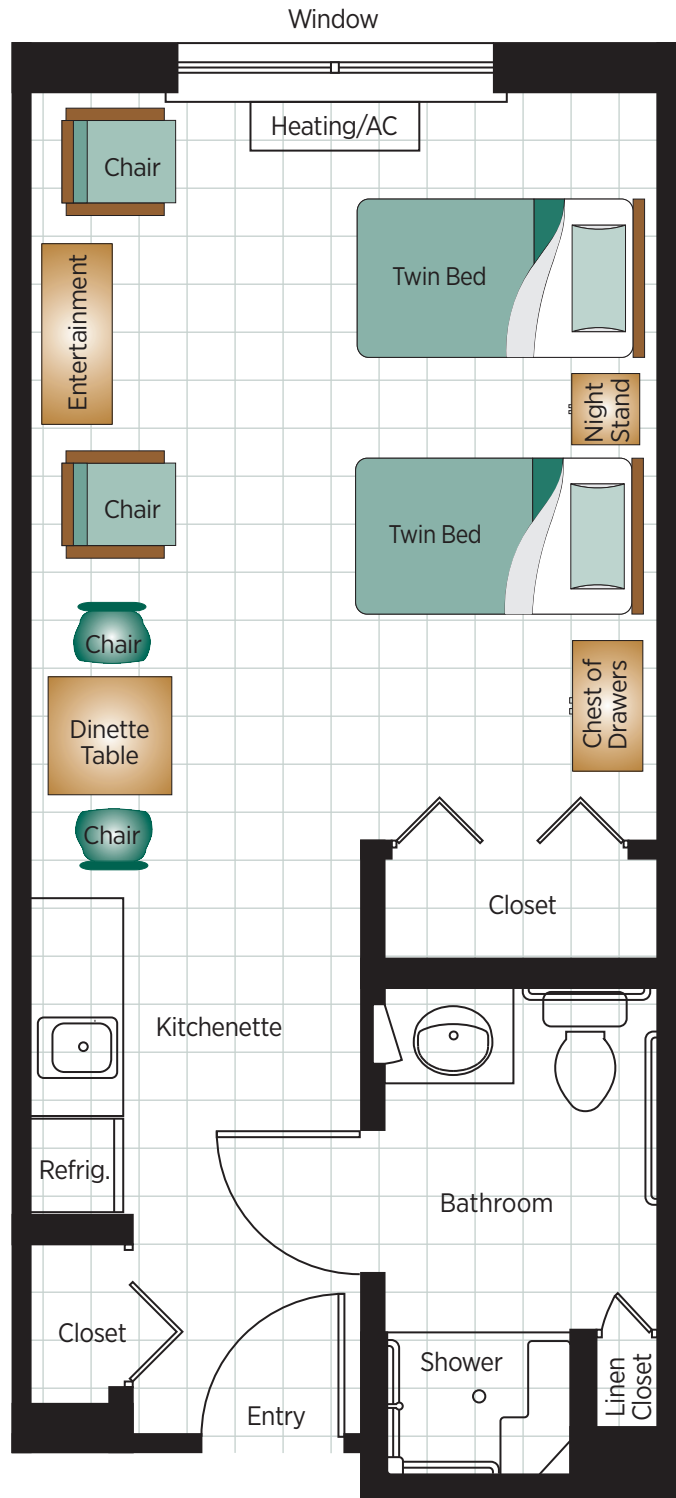 Window
Heating/AC
Chair
Twin Bed
Entertainment
Night
Stand
Chair
Twin Bed
Chair
Dinette
Table
Chest of
Drawers
Chair
Closet
Kitchenette
Refrig.
Bathroom
Closet
Shower
Linen
Closet
Entry